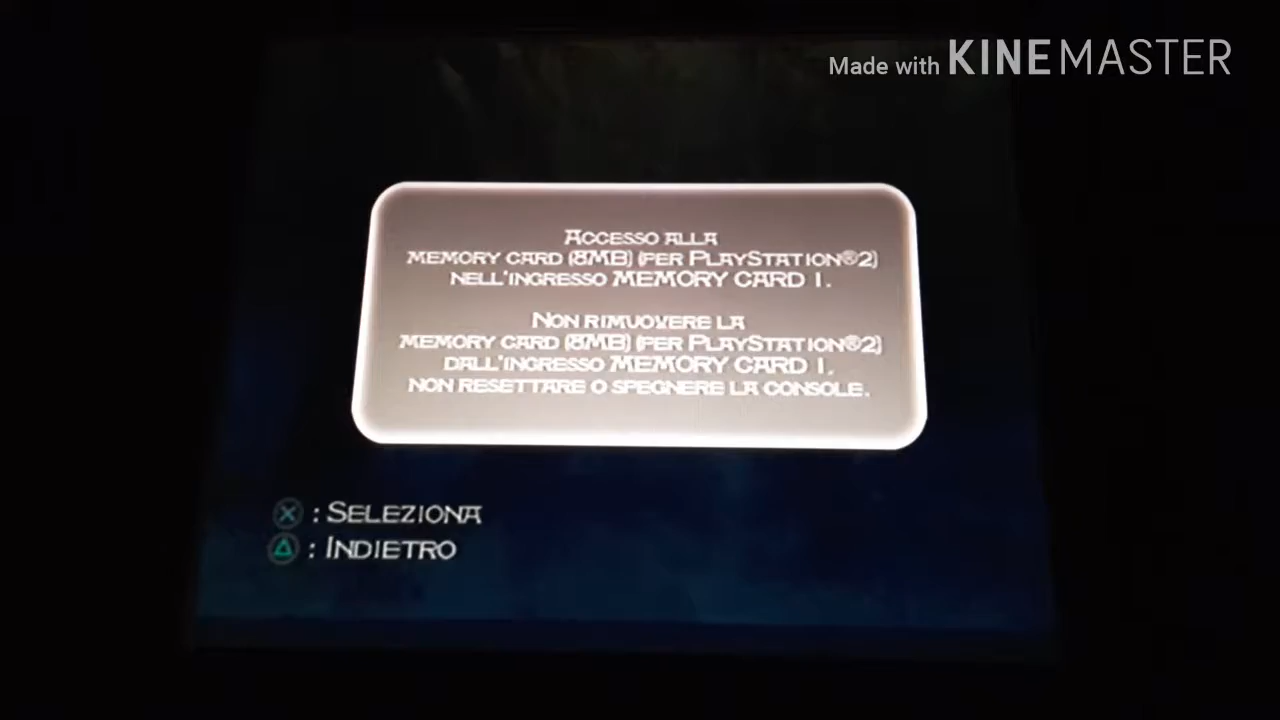 Made with KINEMASTER
ACCESSO ALLA
MEMORY CARD (8MB) (PER PLAYSTATION®2)
NELL'INGRESSO MEMORY CARD 1.
NON RIMUOVERE LA
MEMORY CARD (8MB) (PER PLAYSTATION®2)
DALL'INGRESSO MEMORY CARD 1.
NON RESETTARE O SPEGNERE LA CONSOLE.
: SELEZIONA
: INDIETRO